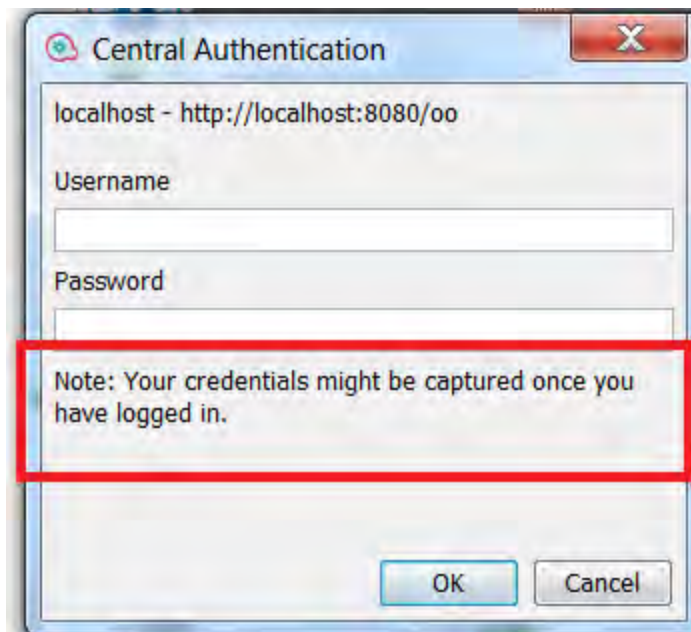 Central Authentication
localhost - http://localhost:8080/oo
Username
Password
Note: Your credentials might be captured once you
have logged in.
OK
Cancel